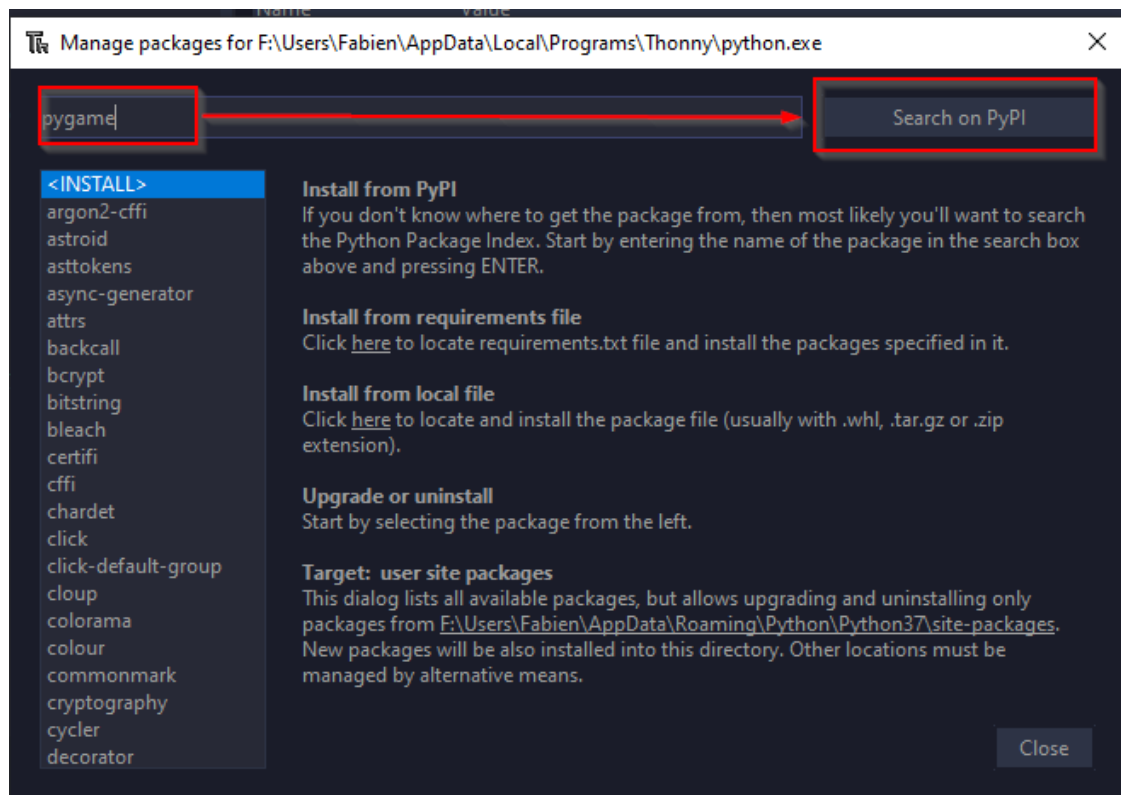 Name Value
Manage packages for F:\Users\Fabien\AppData\Local\Programs\Thonny\python.exe
pygame
Search on PyPI
<INSTALL>
argon2-cffi
astroid
asttokens
async-generator
attrs
backcall
bcrypt
bitstring
bleach
certifi
cffi
chardet
click
click-default-group
cloup
colorama
colour
commonmark
cryptography
cycler
decorator
Install from PyPI
If you don't know where to get the package from, then most likely you'll want to search
the Python Package Index. Start by entering the name of the package in the search box
above and pressing ENTER.
Install from requirements file
Click here to locate requirements.txt file and install the packages specified in it.
Install from local file
Click here to locate and install the package file (usually with .whl, .tar.gz or .zip
extension).
Upgrade or uninstall
Start by selecting the package from the left.
Target: user site packages
This dialog lists all available packages, but allows upgrading and uninstalling only
packages from F:\Users\Fabien\AppData\Roaming\Python\Python37\site-packages.
New packages will be also installed into this directory. Other locations must be
managed by alternative means.
Close